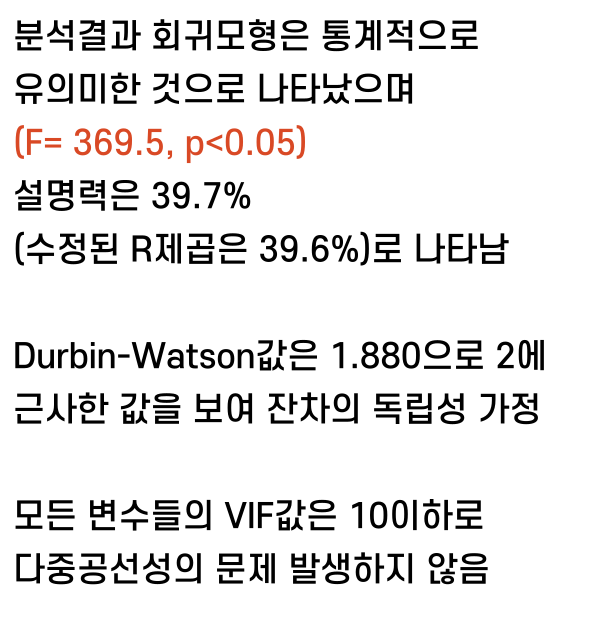 분석결과 회귀모형은 통계적으로
유의미한 것으로 나타났으며
(F= 369.5, p<0.05)
설명력은 39.7%
(수정된 R제곱은 39.6%)로 나타남
Durbin-Watson값은 1.880으로 2에
근사한 값을 보여 잔차의 독립성 가정
모든 변수들의 VIF값은 10이하로
다중공선성의 문제 발생하지 않음